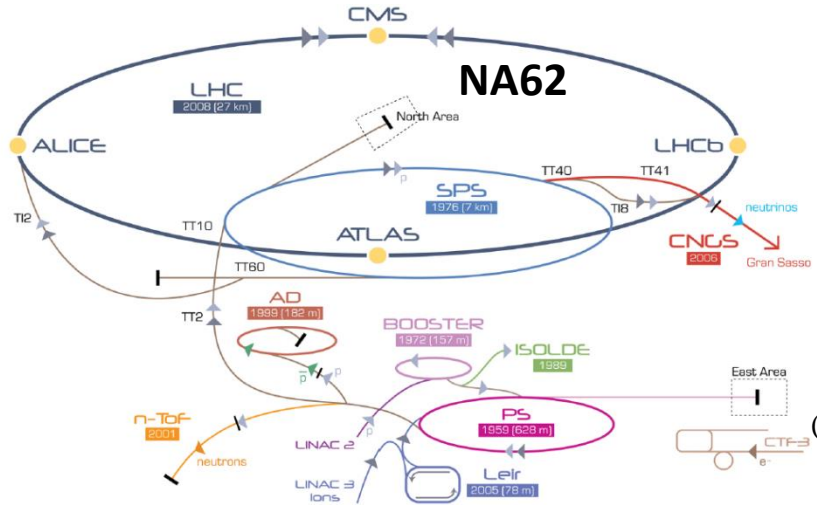 CMS
NA62
LHC
2008 (27 km)
North Area
ALICE
LHCb
TT40
TT41
p
SPS
1976 (7 km)
TI8
neutrinos
TI2
TT10
ATLAS
CNGS
2006
Gran Sasso
TT60
AD
1999 (182 m)
TT2
BOOSTER
1972 (157 m)
ISOLDE
1989
p
p
East Area
n-ToF
2001
LINAC 2
p
PS
1959 (628 m)
(
neutrons
CTF-3
e-
LINAC 3
Ions
Leir
2005 (78 m)